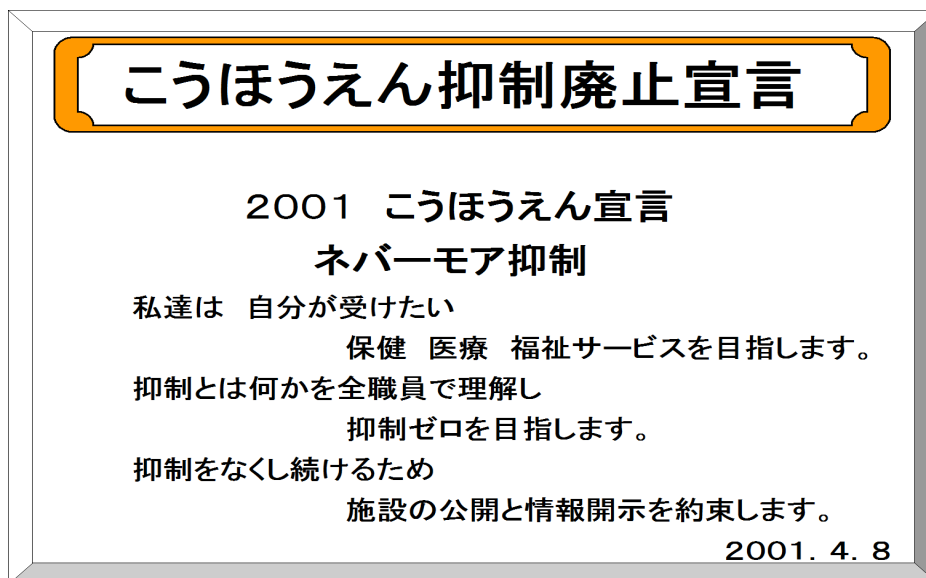 こうほうえん抑制廃止宣言
2001　こうほうえん宣言
ネバーモア抑制
私達は　自分が受けたい
保健　医療　福祉サービスを目指します。
抑制とは何かを全職員で理解し
抑制ゼロを目指します。
抑制をなくし続けるため
施設の公開と情報開示を約束します。
2001．4．8